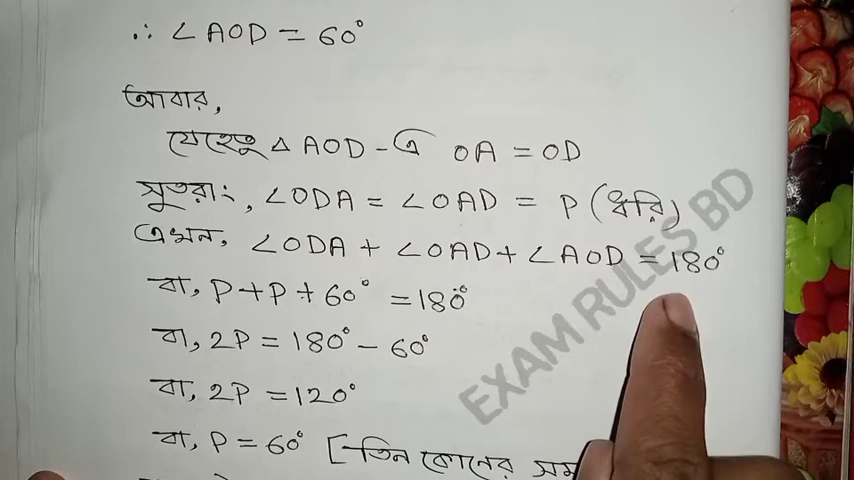 ∴ ∠AOD = 60°
আবার,
যেহেতু △ AOD - এ OA = OD
সুতরাং, ∠ODA = ∠OAD = P (ধরি)
এখন, ∠ODA + ∠OAD + ∠AOD = 180°
বা, P + P + 60° = 180°
বা, 2P = 180° - 60°
বা, 2P = 120°
বা, P = 60° [তিন কোনের
EXAM RULES BD